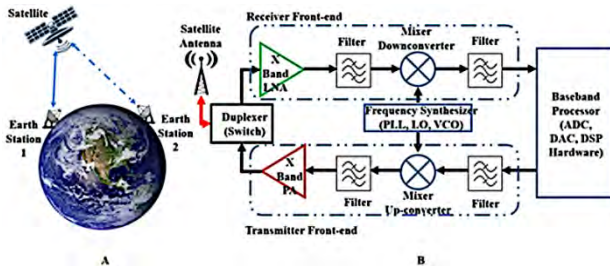 Satellite
Earth
Station
1
Earth
Station
2
A
Satellite
Antenna
Duplexer
(Switch)
Receiver Front-end
X
Band
LNA
Filter
Mixer
Downconverter
Filter
Frequency Synthesizer
(PLL, LO, VCO)
X
Band
PA
Filter
Mixer
Up-converter
Filter
Transmitter Front-end
Baseband
Processor
(ADC,
DAC, DSP
Hardware)
B